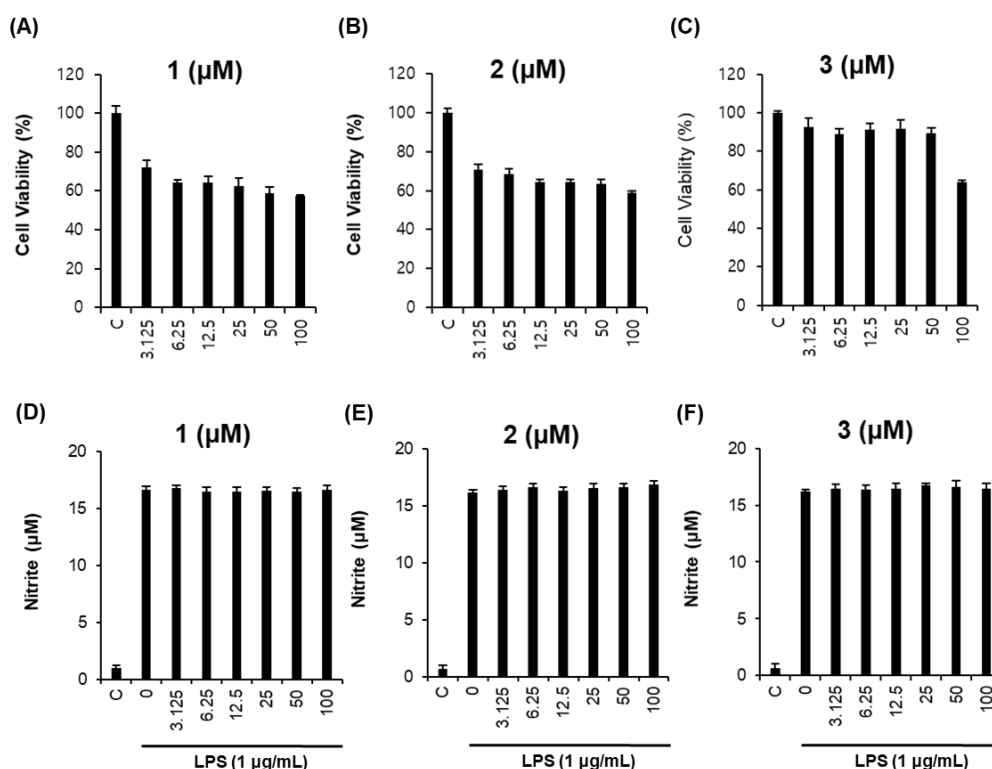 (A)
1 (μM)
Cell Viability (%)
120
100
80
60
40
20
0
C
3.125
6.25
12.5
25
50
100
(B)
2 (μM)
Cell Viability (%)
120
100
80
60
40
20
0
C
3.125
6.25
12.5
25
50
100
(C)
3 (μM)
Cell Viability (%)
120
100
80
60
40
20
0
C
3.125
6.25
12.5
25
50
100
(D)
1 (μM)
Nitrite (μM)
20
15
10
5
0
C
0
3.125
6.25
12.5
25
50
100
LPS (1 μg/mL)
(E)
2 (μM)
Nitrite (μM)
20
15
10
5
0
C
0
3.125
6.25
12.5
25
50
100
LPS (1 μg/mL)
(F)
3 (μM)
Nitrite (μM)
20
15
10
5
0
C
0
3.125
6.25
12.5
25
50
100
LPS (1 μg/mL)